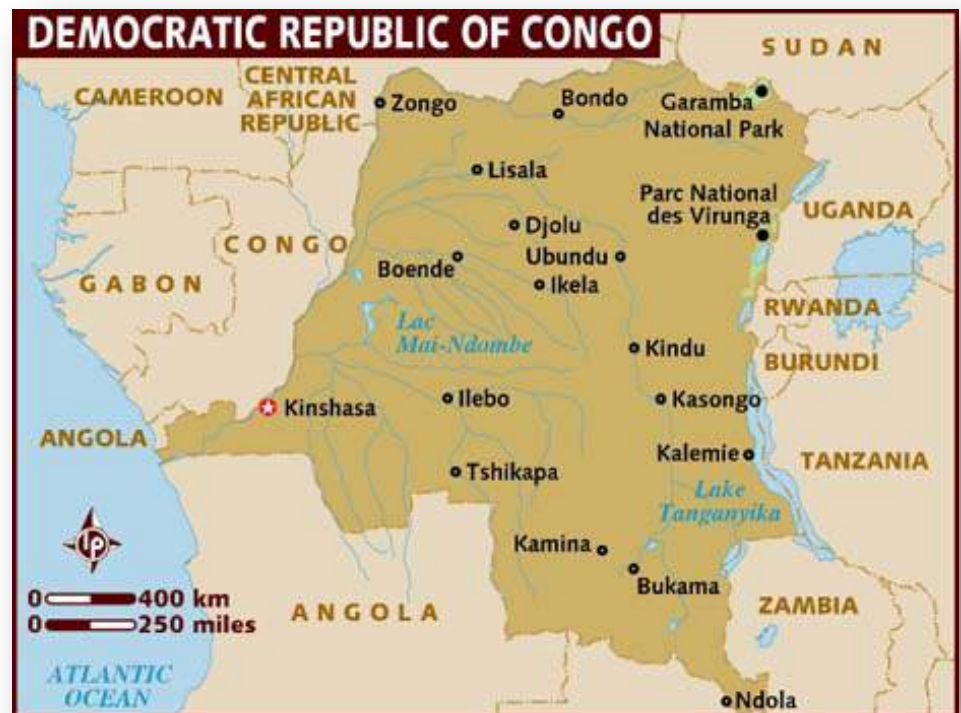 DEMOCRATIC REPUBLIC OF CONGO
SUDAN
CAMEROON
CENTRAL
AFRICAN
REPUBLIC
Zongo
Bondo
Garamba
National Park
Lisala
Parc National
des Virunga
UGANDA
Djolu
CONGO
Ubundu
Boende
Ikela
GABON
RWANDA
Lac
Mai-Ndombe
Kindu
BURUNDI
Ilebo
Kasongo
Kinshasa
ANGOLA
Kalemie
TANZANIA
Tshikapa
Lake
Tanganyika
LP
Kamina
Bukama
0 400 km
0 250 miles
ANGOLA
ZAMBIA
ATLANTIC
OCEAN
Ndola